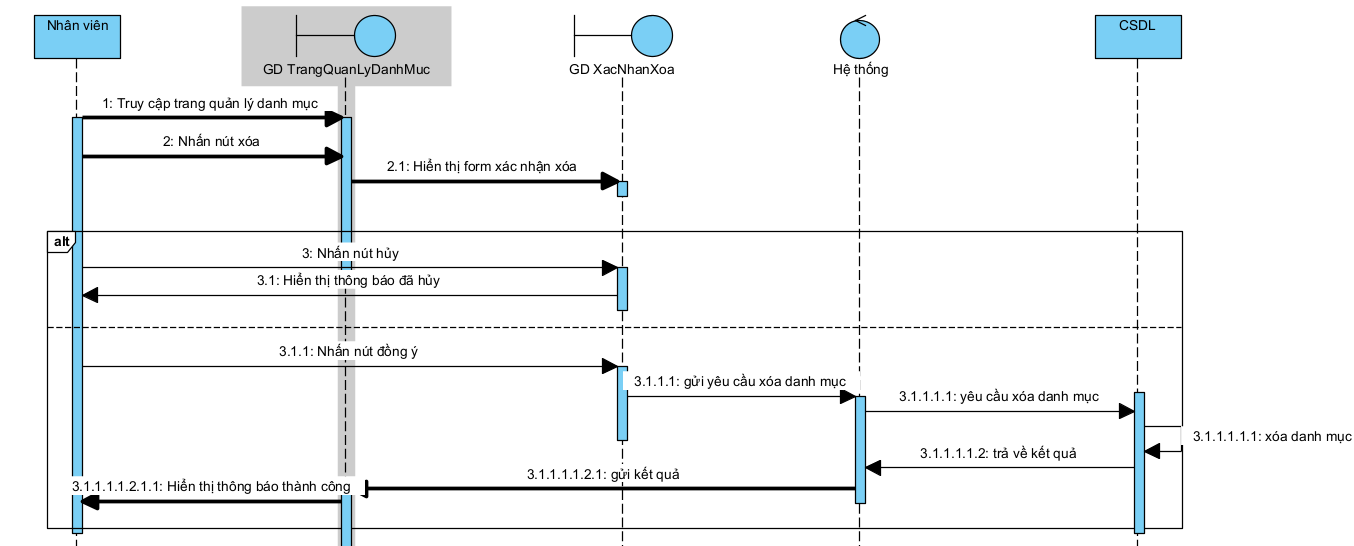 Nhân viên
GD TrangQuanLyDanhMuc
GD XacNhanXoa
Hệ thống
CSDL
1: Truy cập trang quản lý danh mục
2: Nhấn nút xóa
2.1: Hiển thị form xác nhận xóa
alt
3: Nhấn nút hủy
3.1: Hiển thị thông báo đã hủy
3.1.1: Nhấn nút đồng ý
3.1.1.1: gửi yêu cầu xóa danh mục
3.1.1.1.1: yêu cầu xóa danh mục
3.1.1.1.1.1: xóa danh mục
3.1.1.1.1.2: trả về kết quả
3.1.1.1.1.2.1: gửi kết quả
3.1.1.1.1.2.1.1: Hiển thị thông báo thành công